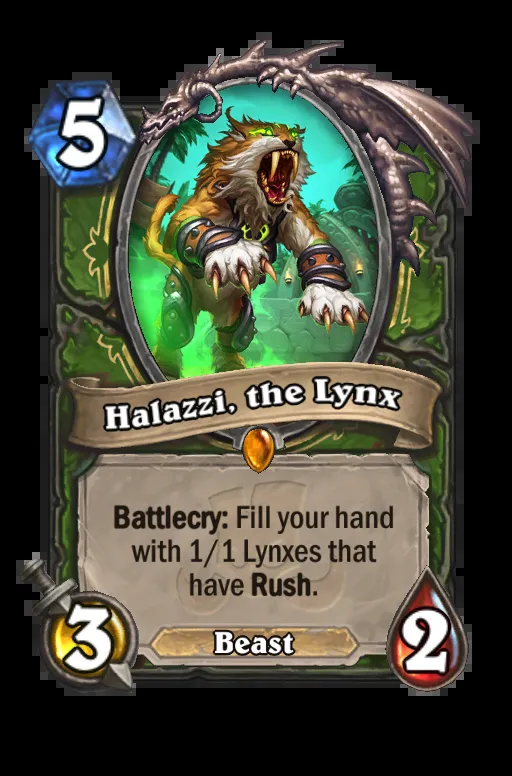 5
Halazzi, the Lynx
Battlecry: Fill your hand
with 1/1 Lynxes that
have Rush.
3
Beast
2